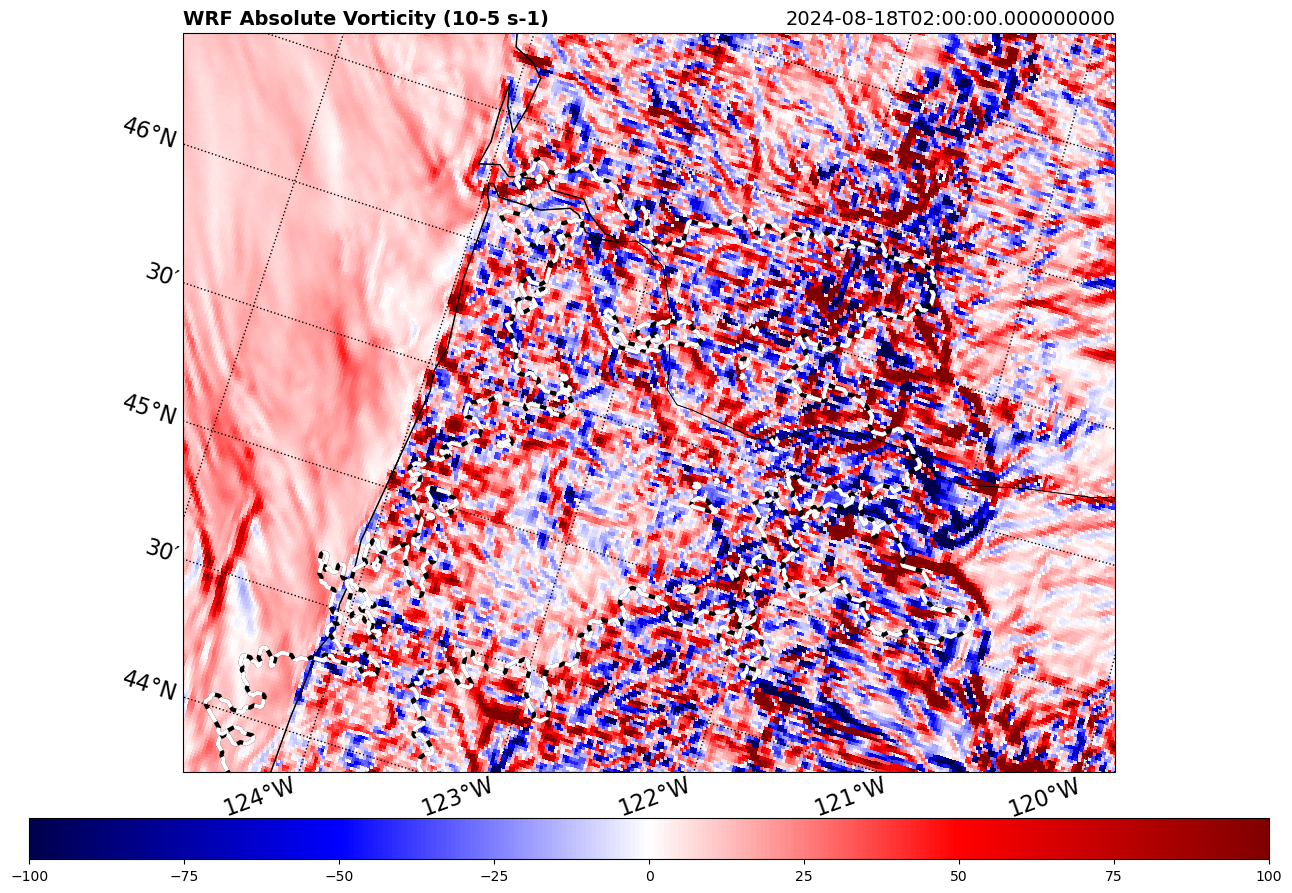 WRF Absolute Vorticity (10-5 s-1)
2024-08-18T02:00:00.000000000
46°N
30′
45°N
30′
44°N
124°W
123°W
122°W
121°W
120°W
−100
−75
−50
−25
0
25
50
75
100